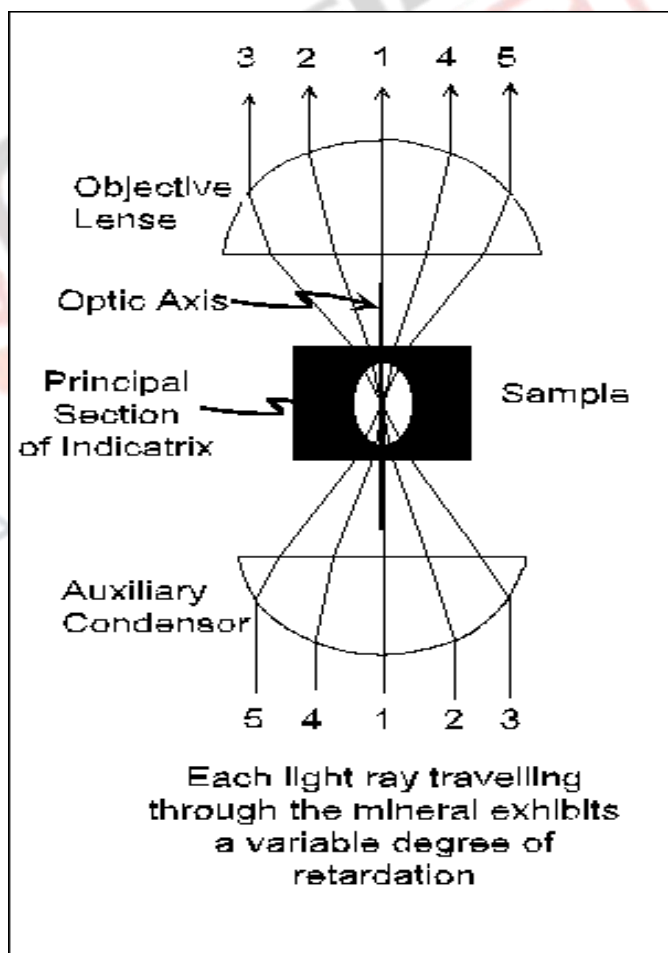 3 2 1 4 5
Objective
Lense
Optic Axis
Principal
Section
of Indicatrix
Sample
Auxiliary
Condensor
5 4 1 2 3
Each light ray travelling
through the mineral exhibits
a variable degree of
retardation